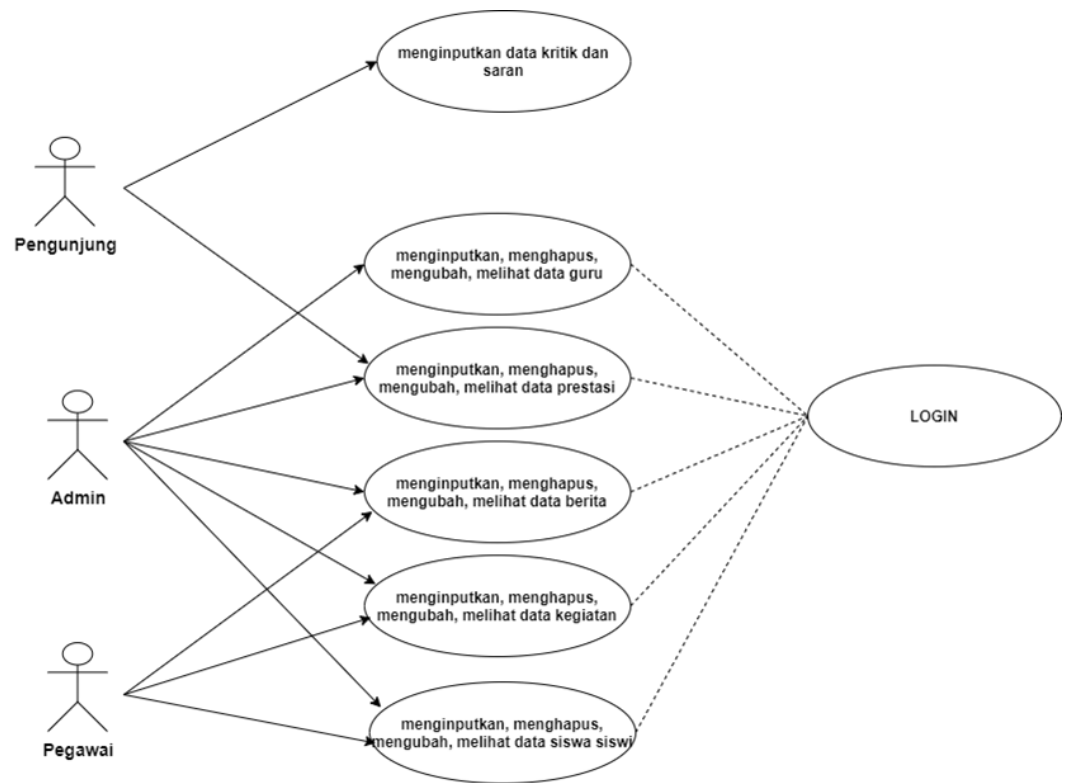 menginputkan data kritik dan
saran
Pengunjung
menginputkan, menghapus,
mengubah, melihat data guru
menginputkan, menghapus,
mengubah, melihat data prestasi
LOGIN
Admin
menginputkan, menghapus,
mengubah, melihat data berita
menginputkan, menghapus,
mengubah, melihat data kegiatan
Pegawai
menginputkan, menghapus,
mengubah, melihat data siswa siswi